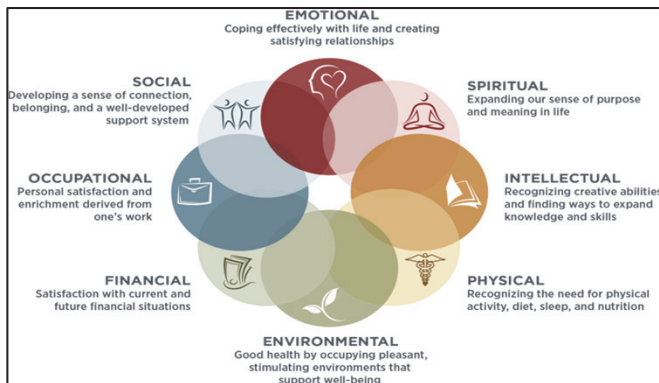 EMOTIONAL
Coping effectively with life and creating
satisfying relationships
SOCIAL
Developing a sense of connection,
belonging, and a well-developed
support system
SPIRITUAL
Expanding our sense of purpose
and meaning in life
OCCUPATIONAL
Personal satisfaction and
enrichment derived from
one's work
INTELLECTUAL
Recognizing creative abilities
and finding ways to expand
knowledge and skills
FINANCIAL
Satisfaction with current and
future financial situations
PHYSICAL
Recognizing the need for physical
activity, diet, sleep, and nutrition
ENVIRONMENTAL
Good health by occupying pleasant,
stimulating environments that
support well-being